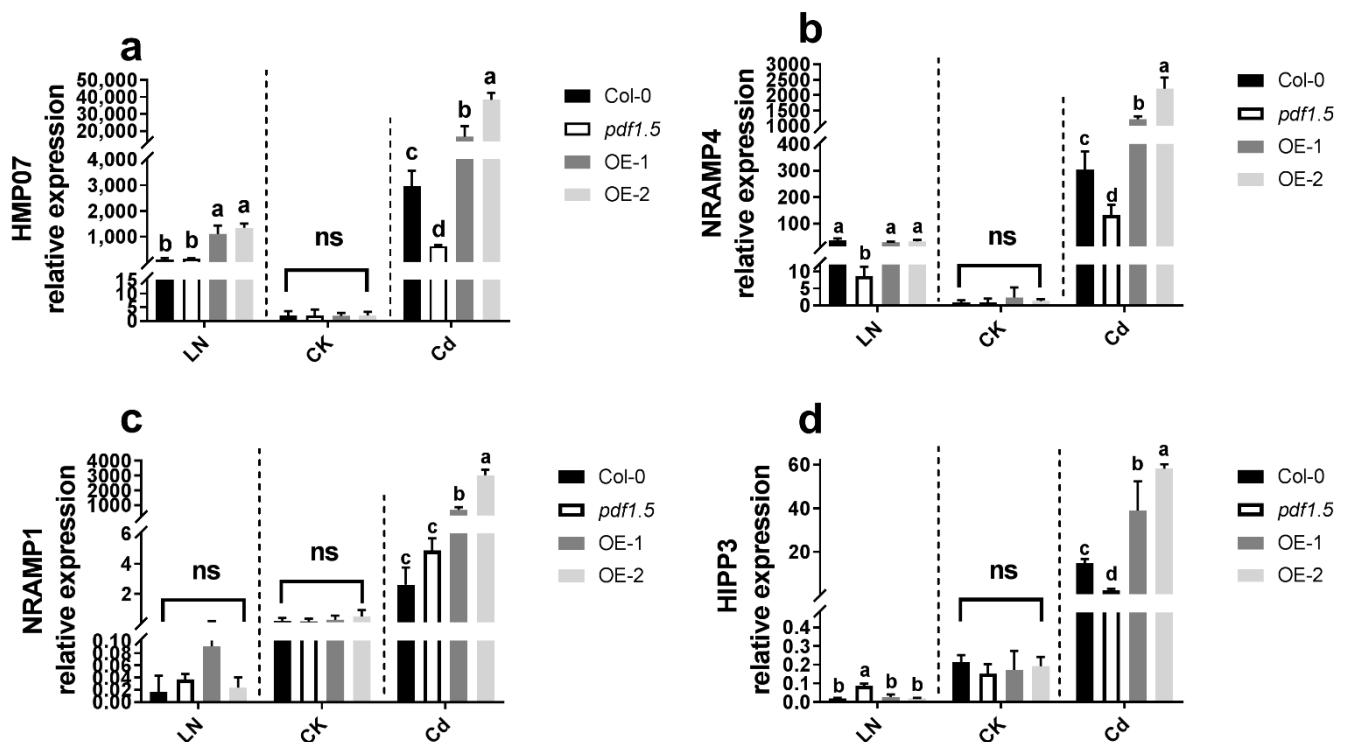 a
HMP07
relative expression
50,000
40,000
30,000
20,000
4,000
3,000
2,000
1,000
15
10
5
0
b b a a
ns
c d b a
LN CK Cd
Col-0
pdf1.5
OE-1
OE-2
b
NRAMP4
relative expression
3000
2500
2000
1500
1000
400
300
200
100
10
5
0
a b a a
ns
c d b a
LN CK Cd
Col-0
pdf1.5
OE-1
OE-2
c
NRAMP1
relative expression
4000
3000
2000
1000
6
4
2
0.10
0.08
0.06
0.04
0.02
0.00
ns
ns
c c b a
LN CK Cd
Col-0
pdf1.5
OE-1
OE-2
d
HIPP3
relative expression
60
40
20
0.4
0.3
0.2
0.1
0.0
b a b b
ns
c d b a
LN CK Cd
Col-0
pdf1.5
OE-1
OE-2